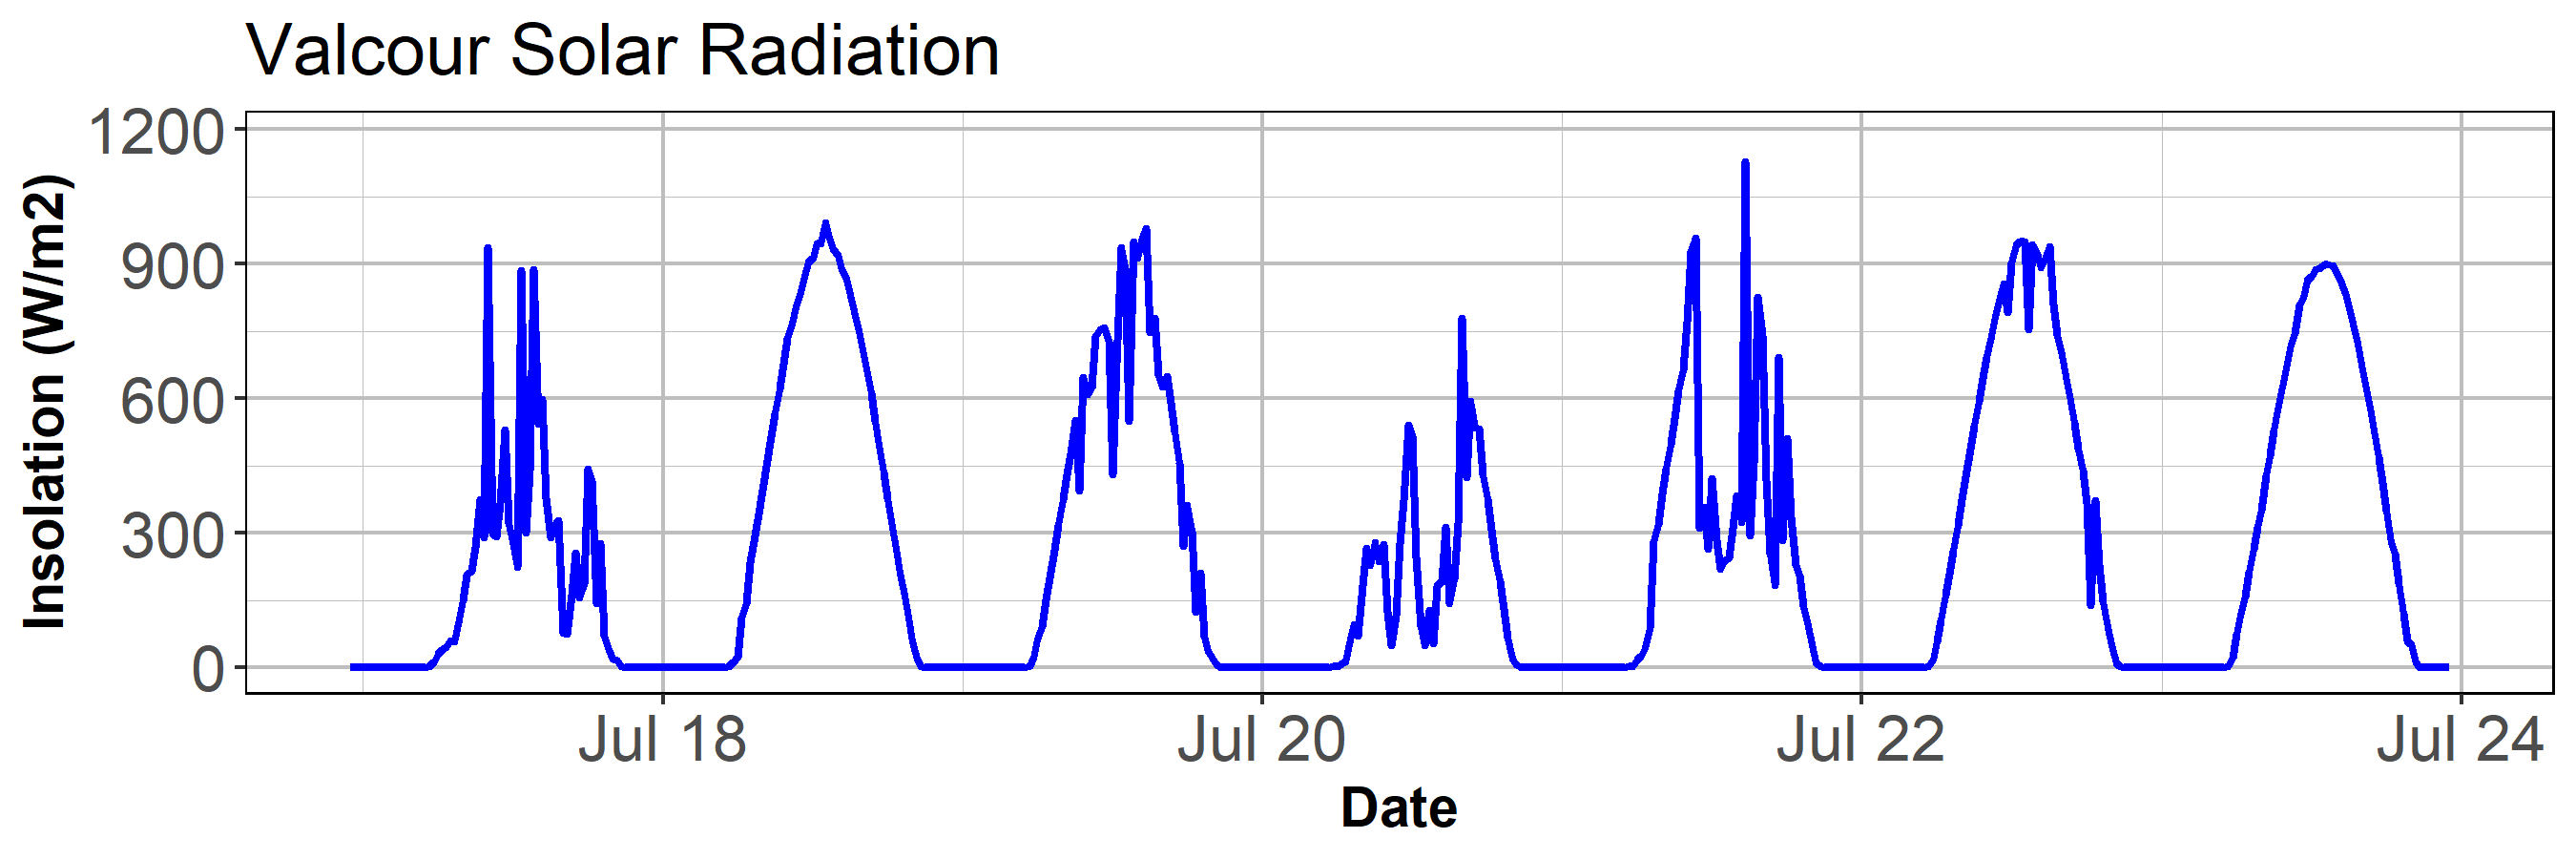 Valcour Solar Radiation
1200
900
600
300
0
Insolation (W/m2)
Jul 18 Jul 20 Jul 22 Jul 24
Date